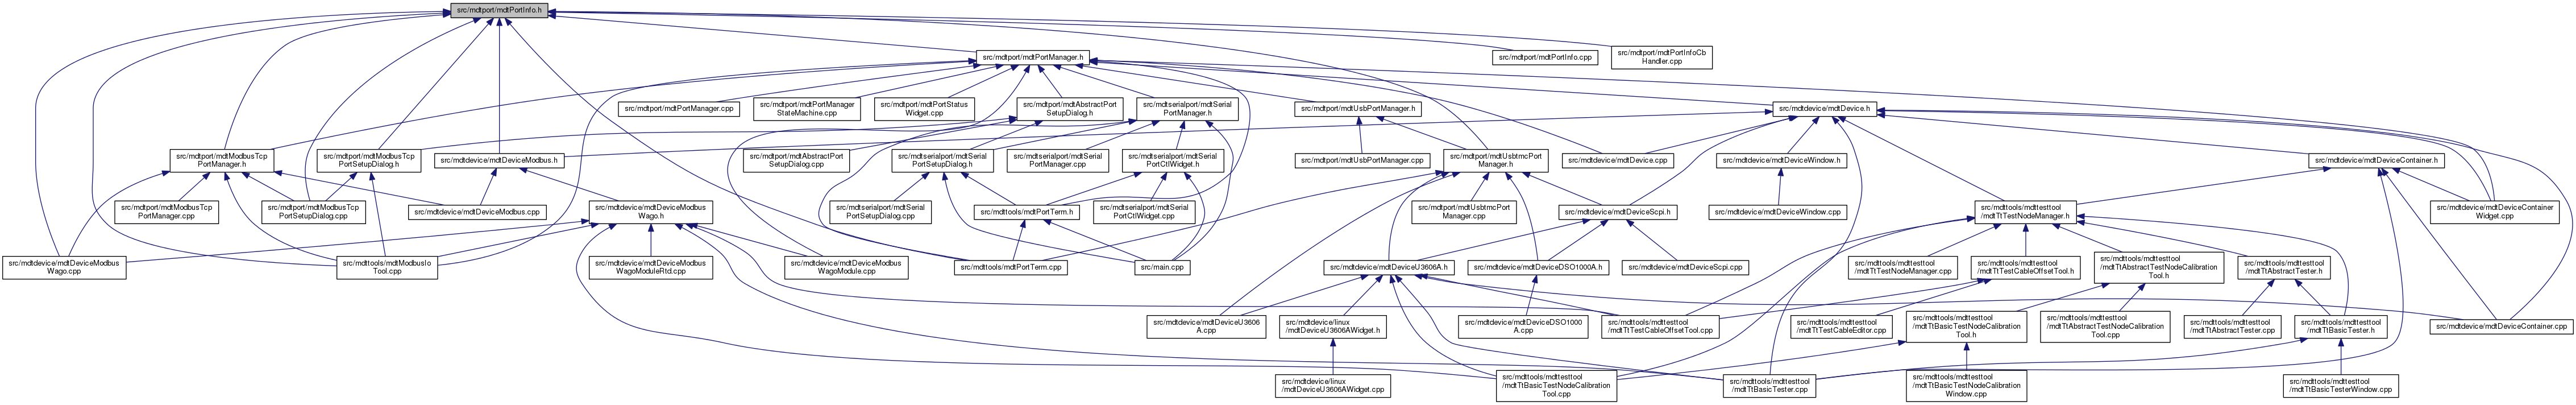 src/mdtport/mdtPortInfo.h
src/mdtport/mdtPortManager.h
src/mdtport/mdtPortInfo.cpp
src/mdtport/mdtPortInfoCb
Handler.cpp
src/mdtport/mdtPortManager.cpp
src/mdtport/mdtPortManager
StateMachine.cpp
src/mdtport/mdtPortStatus
Widget.cpp
src/mdtport/mdtAbstractPort
SetupDialog.h
src/mdtserialport/mdtSerial
PortManager.h
src/mdtport/mdtUsbPortManager.h
src/mdtdevice/mdtDevice.h
src/mdtport/mdtModbusTcp
PortManager.h
src/mdtport/mdtModbusTcp
PortSetupDialog.h
src/mdtdevice/mdtDeviceModbus.h
src/mdtport/mdtAbstractPort
SetupDialog.cpp
src/mdtserialport/mdtSerial
PortSetupDialog.h
src/mdtserialport/mdtSerial
PortManager.cpp
src/mdtserialport/mdtSerial
PortCtlWidget.h
src/mdtport/mdtUsbPortManager.cpp
src/mdtport/mdtUsbtmcPort
Manager.h
src/mdtdevice/mdtDevice.cpp
src/mdtdevice/mdtDeviceWindow.h
src/mdtdevice/mdtDeviceContainer.h
src/mdtport/mdtModbusTcp
PortManager.cpp
src/mdtport/mdtModbusTcp
PortSetupDialog.cpp
src/mdtdevice/mdtDeviceModbus.cpp
src/mdtdevice/mdtDeviceModbus
Wago.h
src/mdtserialport/mdtSerial
PortSetupDialog.cpp
src/mdttools/mdtPortTerm.h
src/mdtserialport/mdtSerial
PortCtlWidget.cpp
src/mdtport/mdtUsbtmcPort
Manager.cpp
src/mdtdevice/mdtDeviceScpi.h
src/mdtdevice/mdtDeviceWindow.cpp
src/mdttools/mdttesttool
/mdtTtTestNodeManager.h
src/mdtdevice/mdtDeviceContainer
Widget.cpp
src/mdtdevice/mdtDeviceModbus
Wago.cpp
src/mdttools/mdtModbusIo
Tool.cpp
src/mdtdevice/mdtDeviceModbus
WagoModuleRtd.cpp
src/mdtdevice/mdtDeviceModbus
WagoModule.cpp
src/mdttools/mdtPortTerm.cpp
src/main.cpp
src/mdtdevice/mdtDeviceU3606A.h
src/mdtdevice/mdtDeviceDSO1000A.h
src/mdtdevice/mdtDeviceScpi.cpp
src/mdttools/mdttesttool
/mdtTtTestNodeManager.cpp
src/mdttools/mdttesttool
/mdtTtTestCableOffsetTool.h
src/mdttools/mdttesttool
/mdtTtAbstractTestNodeCalibration
Tool.h
src/mdttools/mdttesttool
/mdtTtAbstractTester.h
src/mdtdevice/mdtDeviceU3606
A.cpp
src/mdtdevice/linux
/mdtDeviceU3606AWidget.h
src/mdtdevice/mdtDeviceDSO1000
A.cpp
src/mdttools/mdttesttool
/mdtTtTestCableOffsetTool.cpp
src/mdttools/mdttesttool
/mdtTtTestCableEditor.cpp
src/mdttools/mdttesttool
/mdtTtBasicTestNodeCalibration
Tool.h
src/mdttools/mdttesttool
/mdtTtAbstractTestNodeCalibration
Tool.cpp
src/mdttools/mdttesttool
/mdtTtAbstractTester.cpp
src/mdttools/mdttesttool
/mdtTtBasicTester.h
src/mdtdevice/mdtDeviceContainer.cpp
src/mdtdevice/linux
/mdtDeviceU3606AWidget.cpp
src/mdttools/mdttesttool
/mdtTtBasicTestNodeCalibration
Tool.cpp
src/mdttools/mdttesttool
/mdtTtBasicTester.cpp
src/mdttools/mdttesttool
/mdtTtBasicTestNodeCalibration
Window.cpp
src/mdttools/mdttesttool
/mdtTtBasicTesterWindow.cpp